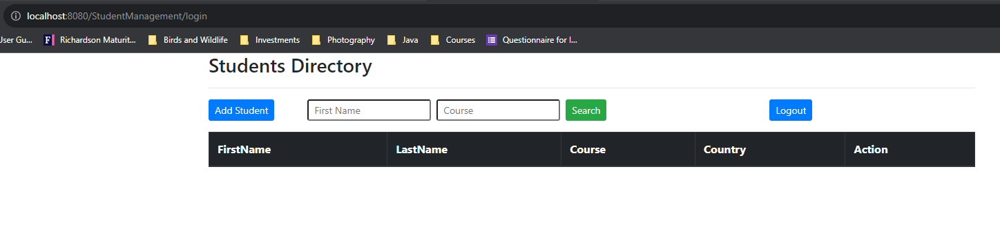 localhost:8080/StudentManagement/login
Jser Gu... Richardson Maturit... Birds and Wildlife Investments Photography Java Courses Questionnaire for I...
Students Directory
Add Student First Name Course Search Logout
FirstName LastName Course Country Action